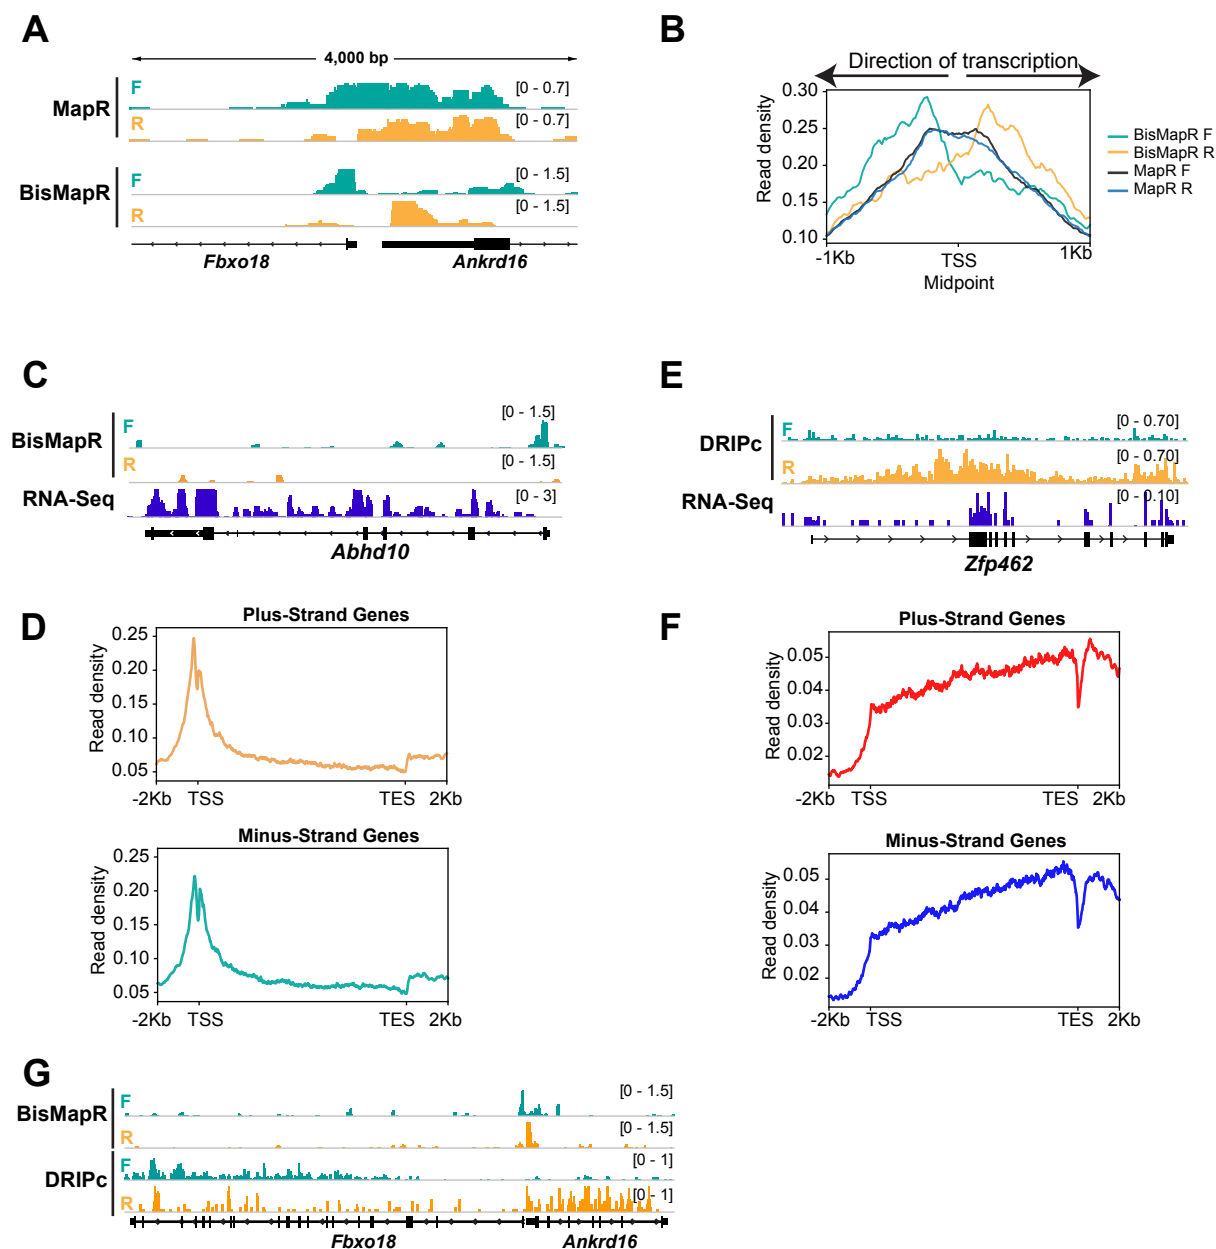 A
4,000 bp
MapR
F
[0 - 0.7]
R
[0 - 0.7]
BisMapR
F
[0 - 1.5]
R
[0 - 1.5]
Fbxo18
Ankrd16
B
Direction of transcription
Read density
0.30
0.25
0.20
0.15
0.10
-1Kb
TSS
1Kb
Midpoint
BisMapR F
BisMapR R
MapR F
MapR R
C
BisMapR
F
[0 - 1.5]
R
[0 - 1.5]
RNA-Seq
[0 - 3]
Abhd10
E
DRIPc
F
[0 - 0.70]
R
[0 - 0.70]
RNA-Seq
[0 - 0.10]
Zfp462
D
Plus-Strand Genes
Read density
0.25
0.20
0.15
0.10
0.05
-2Kb
TSS
TES
2Kb
Minus-Strand Genes
Read density
0.25
0.20
0.15
0.10
0.05
-2Kb
TSS
TES
2Kb
F
Plus-Strand Genes
Read density
0.05
0.04
0.03
0.02
-2Kb
TSS
TES
2Kb
Minus-Strand Genes
Read density
0.05
0.04
0.03
0.02
-2Kb
TSS
TES
2Kb
G
BisMapR
F
[0 - 1.5]
R
[0 - 1.5]
DRIPc
F
[0 - 1]
R
[0 - 1]
Fbxo18
Ankrd16